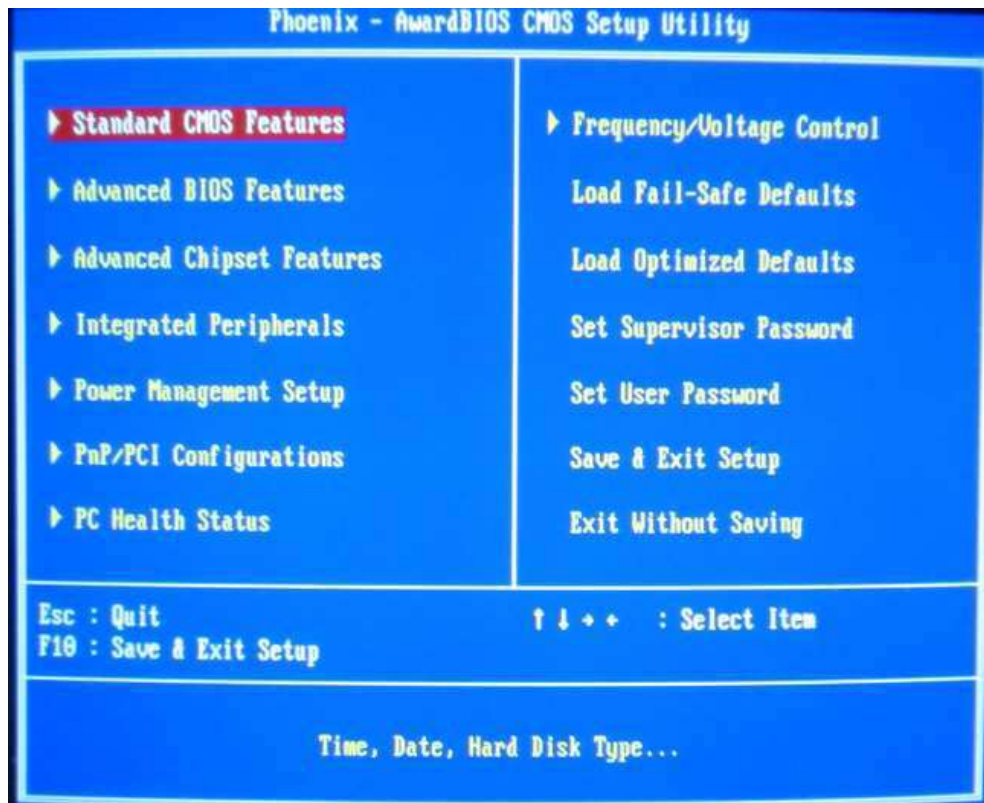 Phoenix - AwardBIOS CMOS Setup Utility
Standard CMOS Features
Advanced BIOS Features
Advanced Chipset Features
Integrated Peripherals
Power Management Setup
PnP/PCI Configurations
PC Health Status
Frequency/Voltage Control
Load Fail-Safe Defaults
Load Optimized Defaults
Set Supervisor Password
Set User Password
Save & Exit Setup
Exit Without Saving
Esc : Quit
F10 : Save & Exit Setup
↑ ↓ → ← : Select Item
Time, Date, Hard Disk Type...